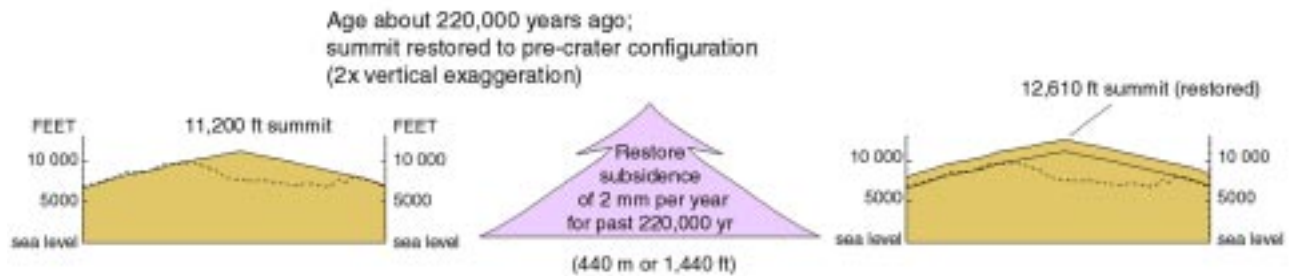 Age about 220,000 years ago;
summit restored to pre-crater configuration
(2x vertical exaggeration)
FEET
11,200 ft summit
FEET
10 000
10 000
5000
5000
sea level
sea level
Restore
subsidence
of 2 mm per year
for past 220,000 yr
(440 m or 1,440 ft)
12,610 ft summit (restored)
10 000
10 000
5000
5000
sea level
sea level